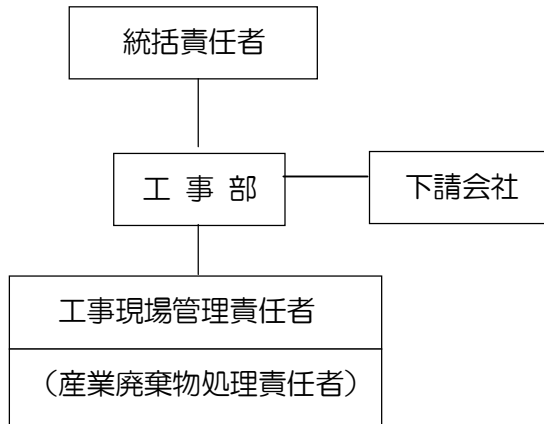 統括責任者
工 事 部
下請会社
工事現場管理責任者
（産業廃棄物処理責任者）